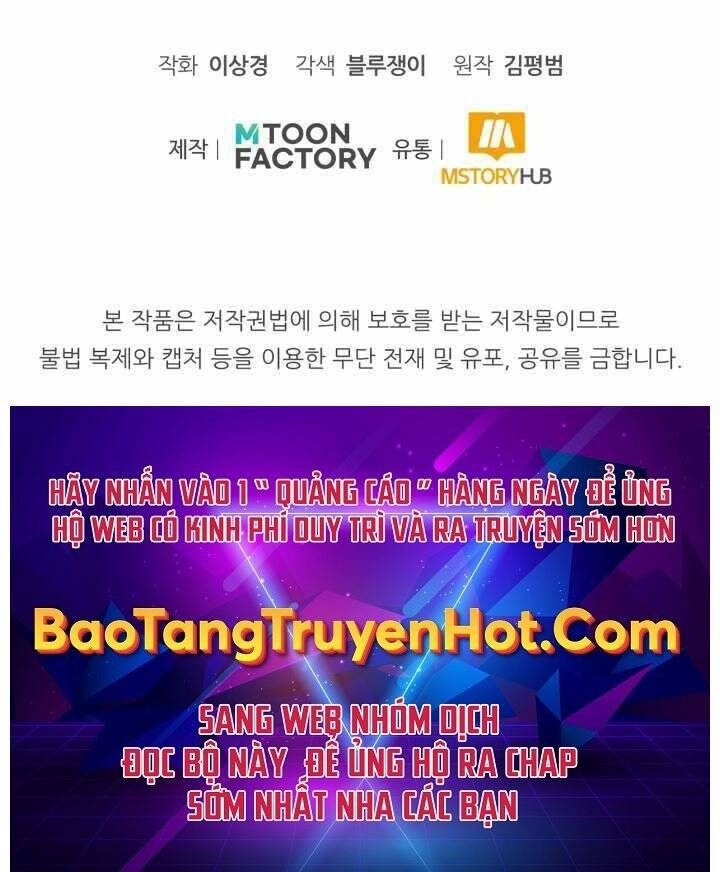 작화 이상경 각색 블루쟁이 원작 김평범
제작 | MTOON FACTORY 유통 | MSTORYHUB
본 작품은 저작권법에 의해 보호를 받는 저작물이므로
불법 복제와 캡처 등을 이용한 무단 전재 및 유포, 공유를 금합니다.
HÃY NHẤN VÀO 1 “ QUẢNG CÁO ” HÀNG NGÀY ĐỂ ỦNG
HỘ WEB CÓ KINH PHÍ DUY TRÌ VÀ RA TRUYỆN SỚM HƠN
BaoTangTruyenHot.Com
SANG WEB NHÓM DỊCH
ĐỌC BỘ NÀY ĐỂ ỦNG HỘ RA CHAP
SỚM NHẤT NHA CÁC BẠN